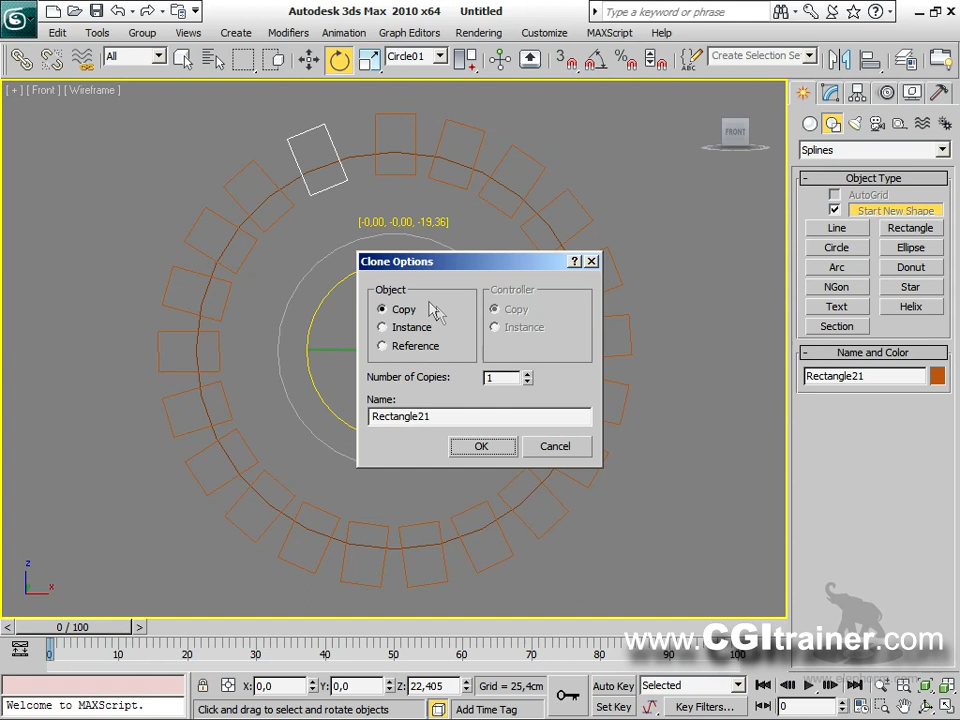 Autodesk 3ds Max 2010 x64 Untitled
Type a keyword or phrase
Edit Tools Group Views Create Modifiers Animation Graph Editors Rendering Customize MAXScript Help
All
Circle01
3
Create Selection Se
[ + ] [ Front ] [ Wireframe ]
FRONT
Splines
- Object Type
AutoGrid
Start New Shape
Line Rectangle
Circle Ellipse
Arc Donut
NGon Star
Text Helix
Section
- Name and Color
Rectangle21
[-0,00, -0,00, -19,36]
Clone Options
Object
Copy
Instance
Reference
Controller
Copy
Instance
Number of Copies: 1
Name:
Rectangle21
OK Cancel
z
x
< 0 / 100 >
0 10 20 30 40 50 60 70 80 90 100
www.CGItrainer.com
X: 0,0 Y: 0,0 Z: 22,405 Grid = 25,4cm Auto Key Selected
Welcome to MAXScript. Click and drag to select and rotate objects Add Time Tag Set Key Key Filters... 0